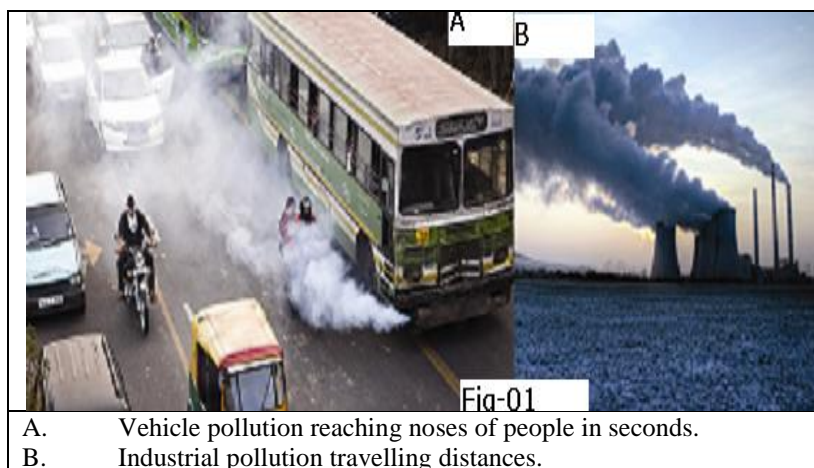 A
B
Fig-01
A. Vehicle pollution reaching noses of people in seconds.
B. Industrial pollution travelling distances.